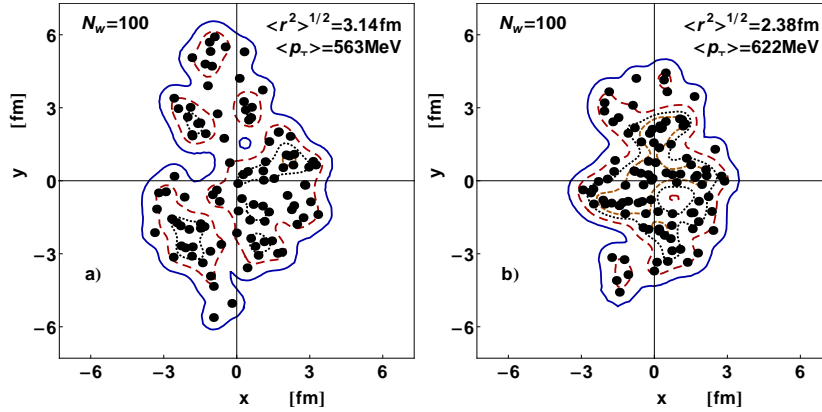 N_w=100
<r²>^1/2=3.14fm
<p_T>=563MeV
6
3
0
-3
-6
y [fm]
a)
-6 -3 0 3 6
x [fm]
N_w=100
<r²>^1/2=2.38fm
<p_T>=622MeV
6
3
0
-3
-6
y [fm]
b)
-6 -3 0 3 6
x [fm]